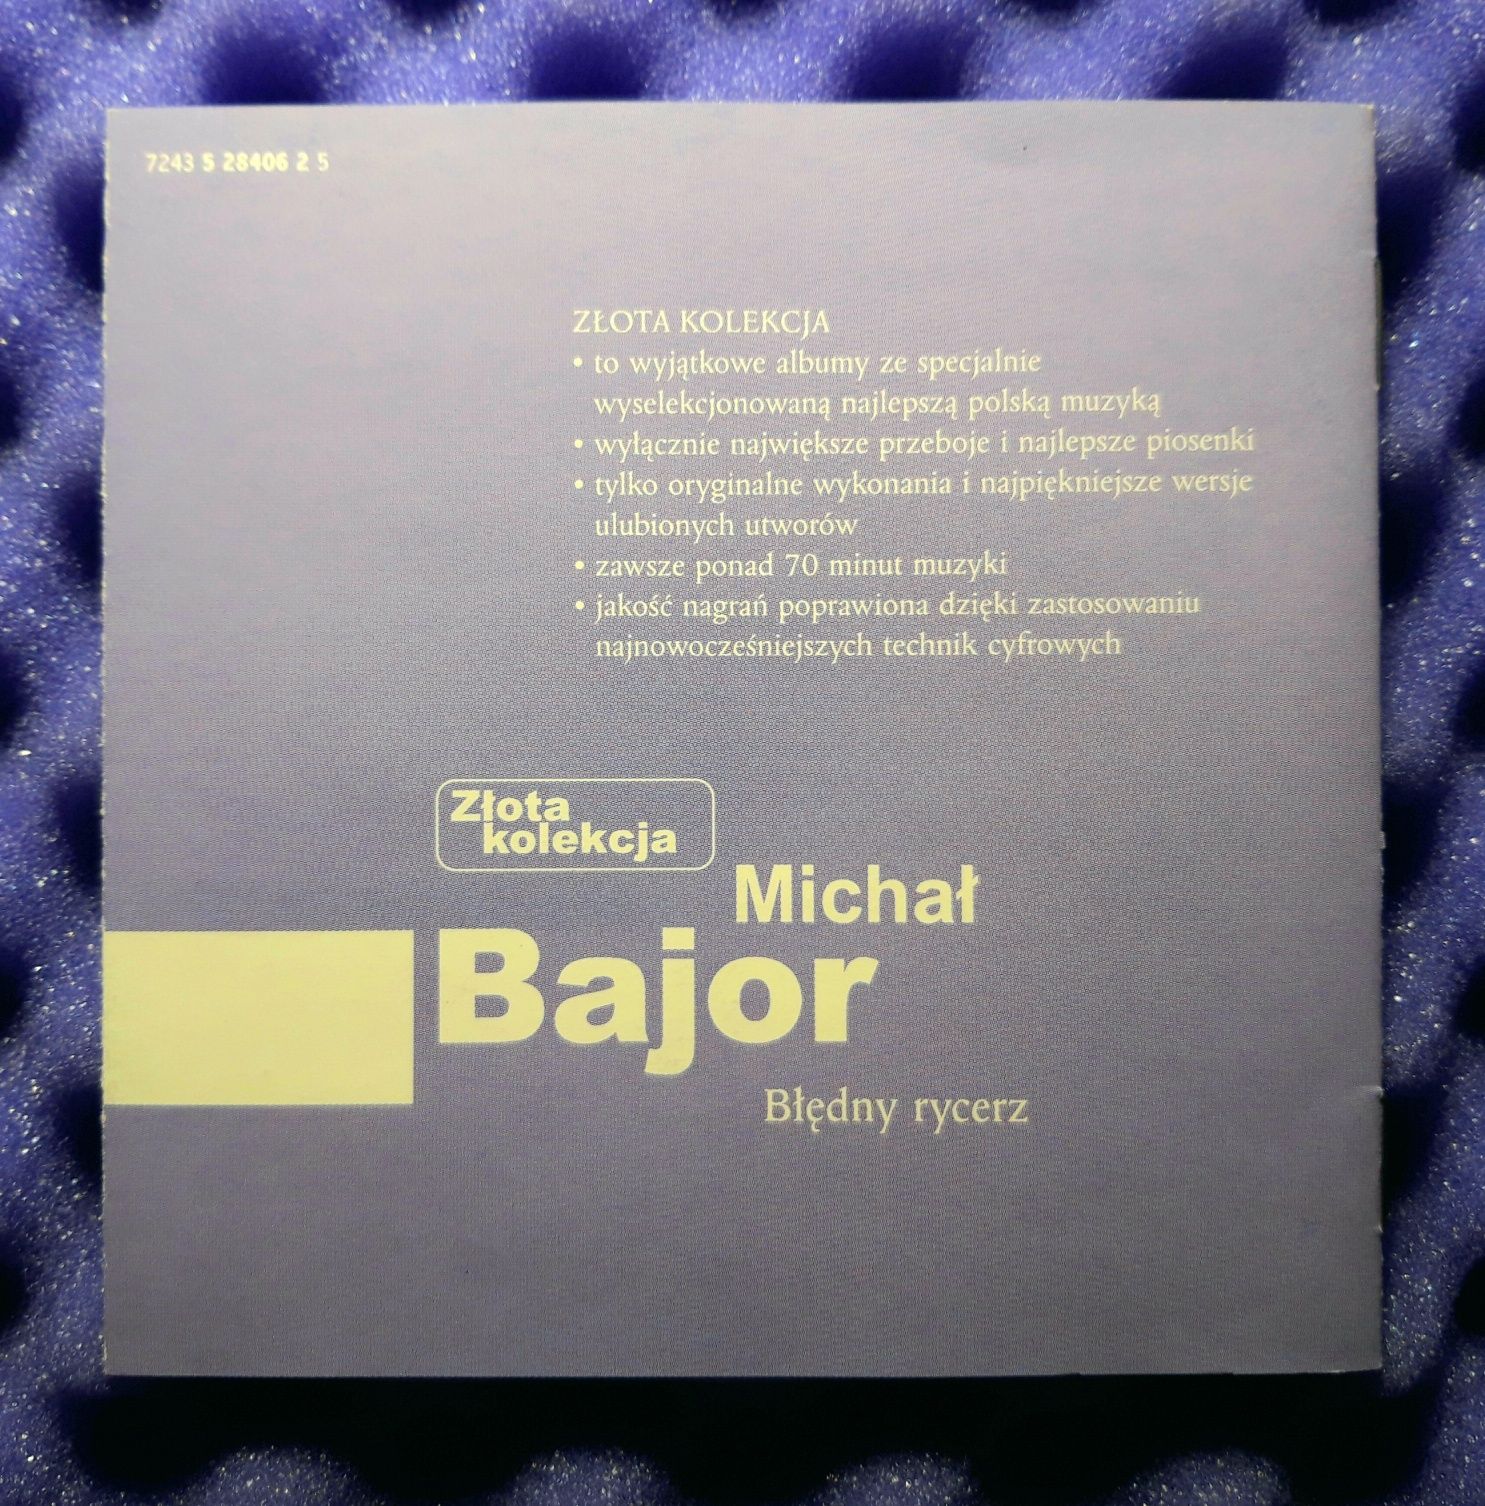 7243 5 28406 2 5
ZŁOTA KOLEKCJA
• to wyjątkowe albumy ze specjalnie
wyselekcjonowaną najlepszą polską muzyką
• wyłącznie największe przeboje i najlepsze piosenki
• tylko oryginalne wykonania i najpiękniejsze wersje
ulubionych utworów
• zawsze ponad 70 minut muzyki
• jakość nagrań poprawiona dzięki zastosowaniu
najnowocześniejszych technik cyfrowych
Złota
kolekcja
Michał
Bajor
Błędny rycerz